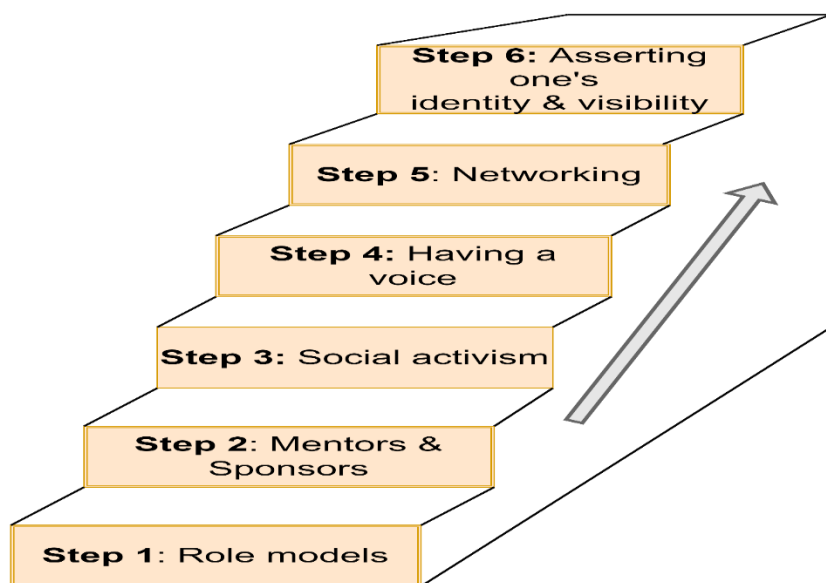 Step 6: Asserting
one's
identity & visibility
Step 5: Networking
Step 4: Having a
voice
Step 3: Social activism
Step 2: Mentors &
Sponsors
Step 1: Role models